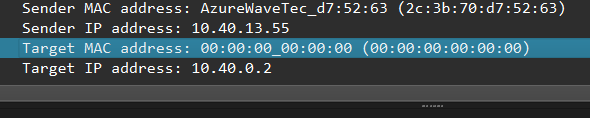 Sender MAC address: AzureWaveTec_d7:52:63 (2c:3b:70:d7:52:63)
Sender IP address: 10.40.13.55
Target MAC address: 00:00:00_00:00:00 (00:00:00:00:00:00)
Target IP address: 10.40.0.2